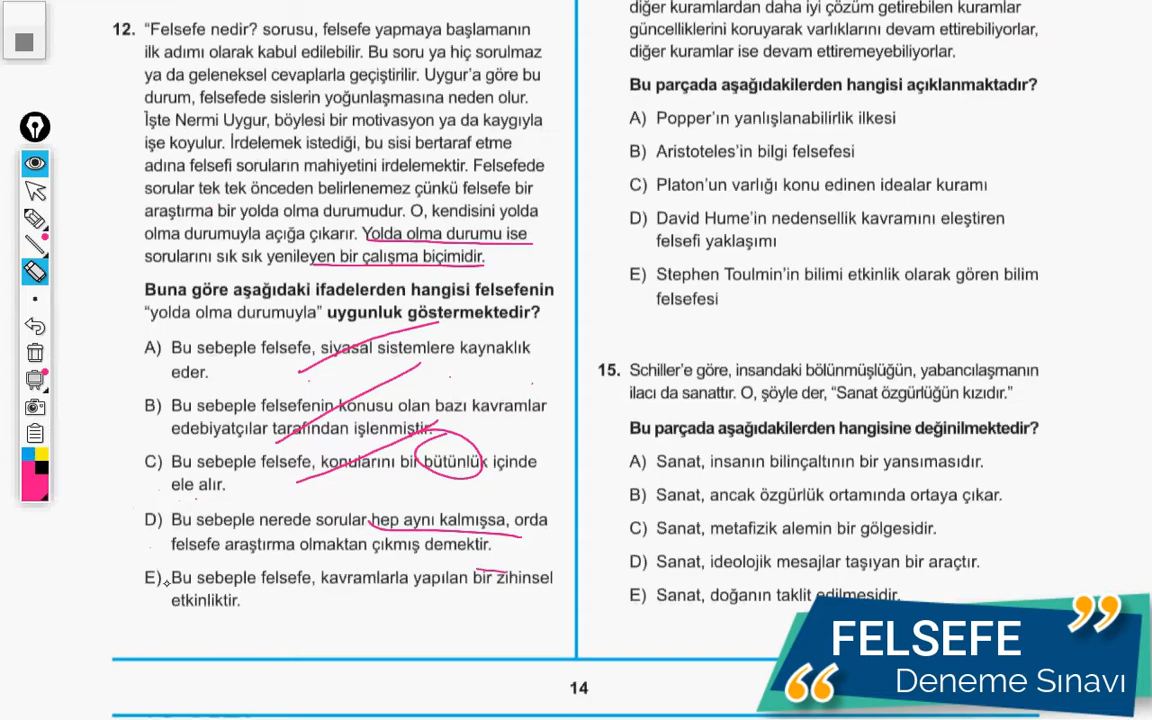 12. “Felsefe nedir? sorusu, felsefe yapmaya başlamanın
ilk adımı olarak kabul edilebilir. Bu soru ya hiç sorulmaz
ya da geleneksel cevaplarla geçiştirilir. Uygur’a göre bu
durum, felsefede sislerin yoğunlaşmasına neden olur.
İşte Nermi Uygur, böylesi bir motivasyon ya da kaygıyla
işe koyulur. İrdelemek istediği, bu sisi bertaraf etme
adına felsefi soruların mahiyetini irdelemektir. Felsefede
sorular tek tek önceden belirlenemez çünkü felsefe bir
araştırma bir yolda olma durumudur. O, kendisini yolda
olma durumuyla açığa çıkarır. Yolda olma durumu ise
sorularını sık sık yenileyen bir çalışma biçimidir.
Buna göre aşağıdaki ifadelerden hangisi felsefenin
“yolda olma durumuyla” uygunluk göstermektedir?
A) Bu sebeple felsefe, siyasal sistemlere kaynaklık
eder.
B) Bu sebeple felsefenin konusu olan bazı kavramlar
edebiyatçılar tarafından işlenmiştir.
C) Bu sebeple felsefe, konularını bir bütünlük içinde
ele alır.
D) Bu sebeple nerede sorular hep aynı kalmışsa, orda
felsefe araştırma olmaktan çıkmış demektir.
E) Bu sebeple felsefe, kavramlarla yapılan bir zihinsel
etkinliktir.
diğer kuramlardan daha iyi çözüm getirebilen kuramlar
güncelliklerini koruyarak varlıklarını devam ettirebiliyorlar,
diğer kuramlar ise devam ettiremeyebiliyorlar.
Bu parçada aşağıdakilerden hangisi açıklanmaktadır?
A) Popper’ın yanlışlanabilirlik ilkesi
B) Aristoteles’in bilgi felsefesi
C) Platon’un varlığı konu edinen idealar kuramı
D) David Hume’in nedensellik kavramını eleştiren
felsefi yaklaşımı
E) Stephen Toulmin’in bilimi etkinlik olarak gören bilim
felsefesi
15. Schiller’e göre, insandaki bölünmüşlüğün, yabancılaşmanın
ilacı da sanattır. O, şöyle der, “Sanat özgürlüğün kızıdır.”
Bu parçada aşağıdakilerden hangisine değinilmektedir?
A) Sanat, insanın bilinçaltının bir yansımasıdır.
B) Sanat, ancak özgürlük ortamında ortaya çıkar.
C) Sanat, metafizik alemin bir gölgesidir.
D) Sanat, ideolojik mesajlar taşıyan bir araçtır.
E) Sanat, doğanın taklit edilmesidir.
14
FELSEFE
Deneme Sınavı